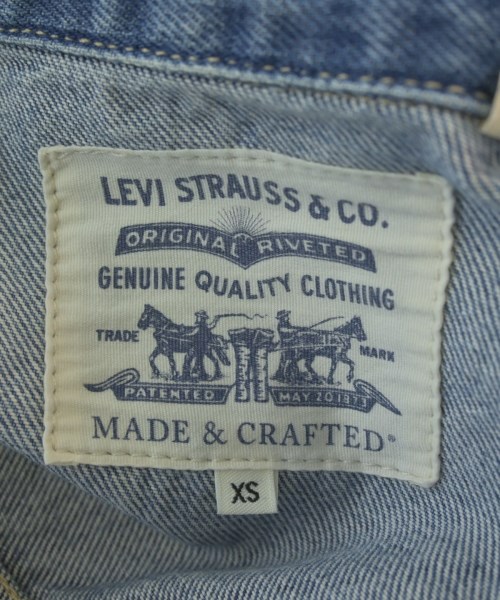 LEVI STRAUSS & CO.
ORIGINAL RIVETED
GENUINE QUALITY CLOTHING
TRADE MARK
PATENTED MAY 20 1873
MADE & CRAFTED®
XS